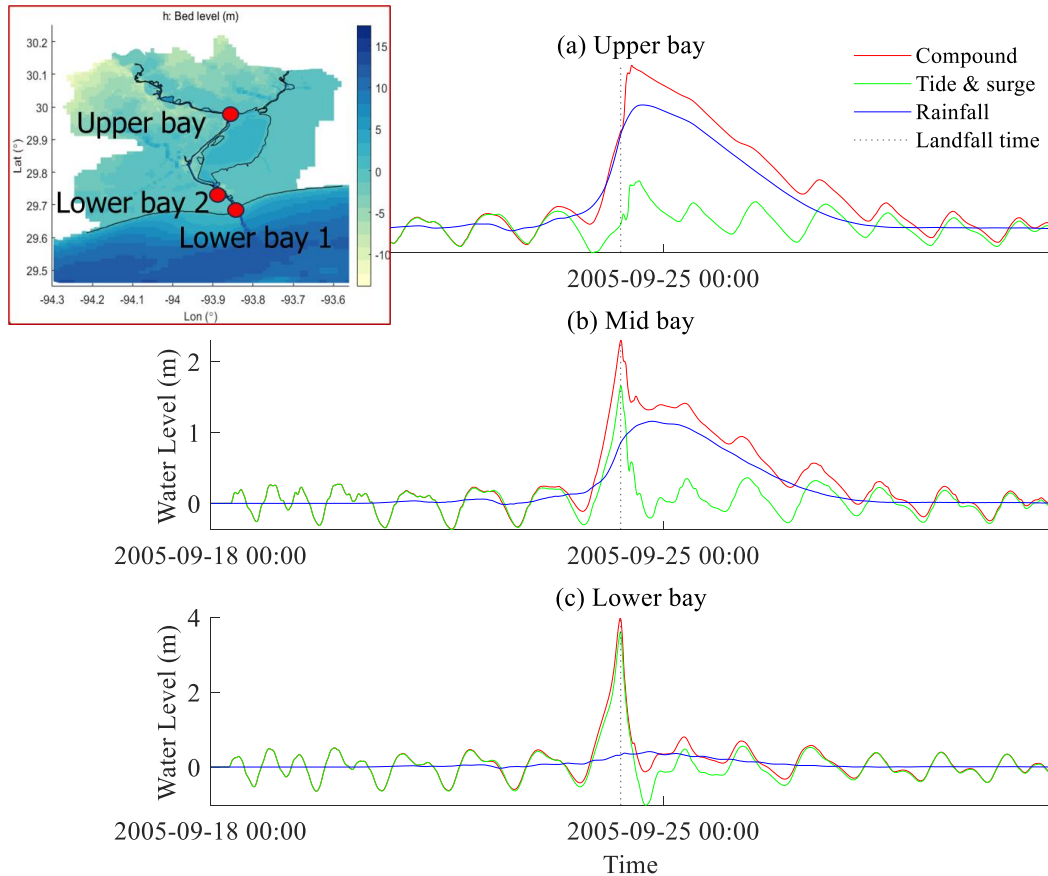 h: Bed level (m)
30.2
30.1
30
29.9
29.8
29.7
29.6
29.5
Lat (°)
-94.3 -94.2 -94.1 -94 -93.9 -93.8 -93.7 -93.6
Lon (°)
15
10
5
0
-5
-10
Upper bay
Lower bay 2
Lower bay 1
(a) Upper bay
Compound
Tide & surge
Rainfall
Landfall time
2005-09-25 00:00
(b) Mid bay
Water Level (m)
2
1
0
2005-09-18 00:00 2005-09-25 00:00
(c) Lower bay
Water Level (m)
4
2
0
2005-09-18 00:00 2005-09-25 00:00
Time